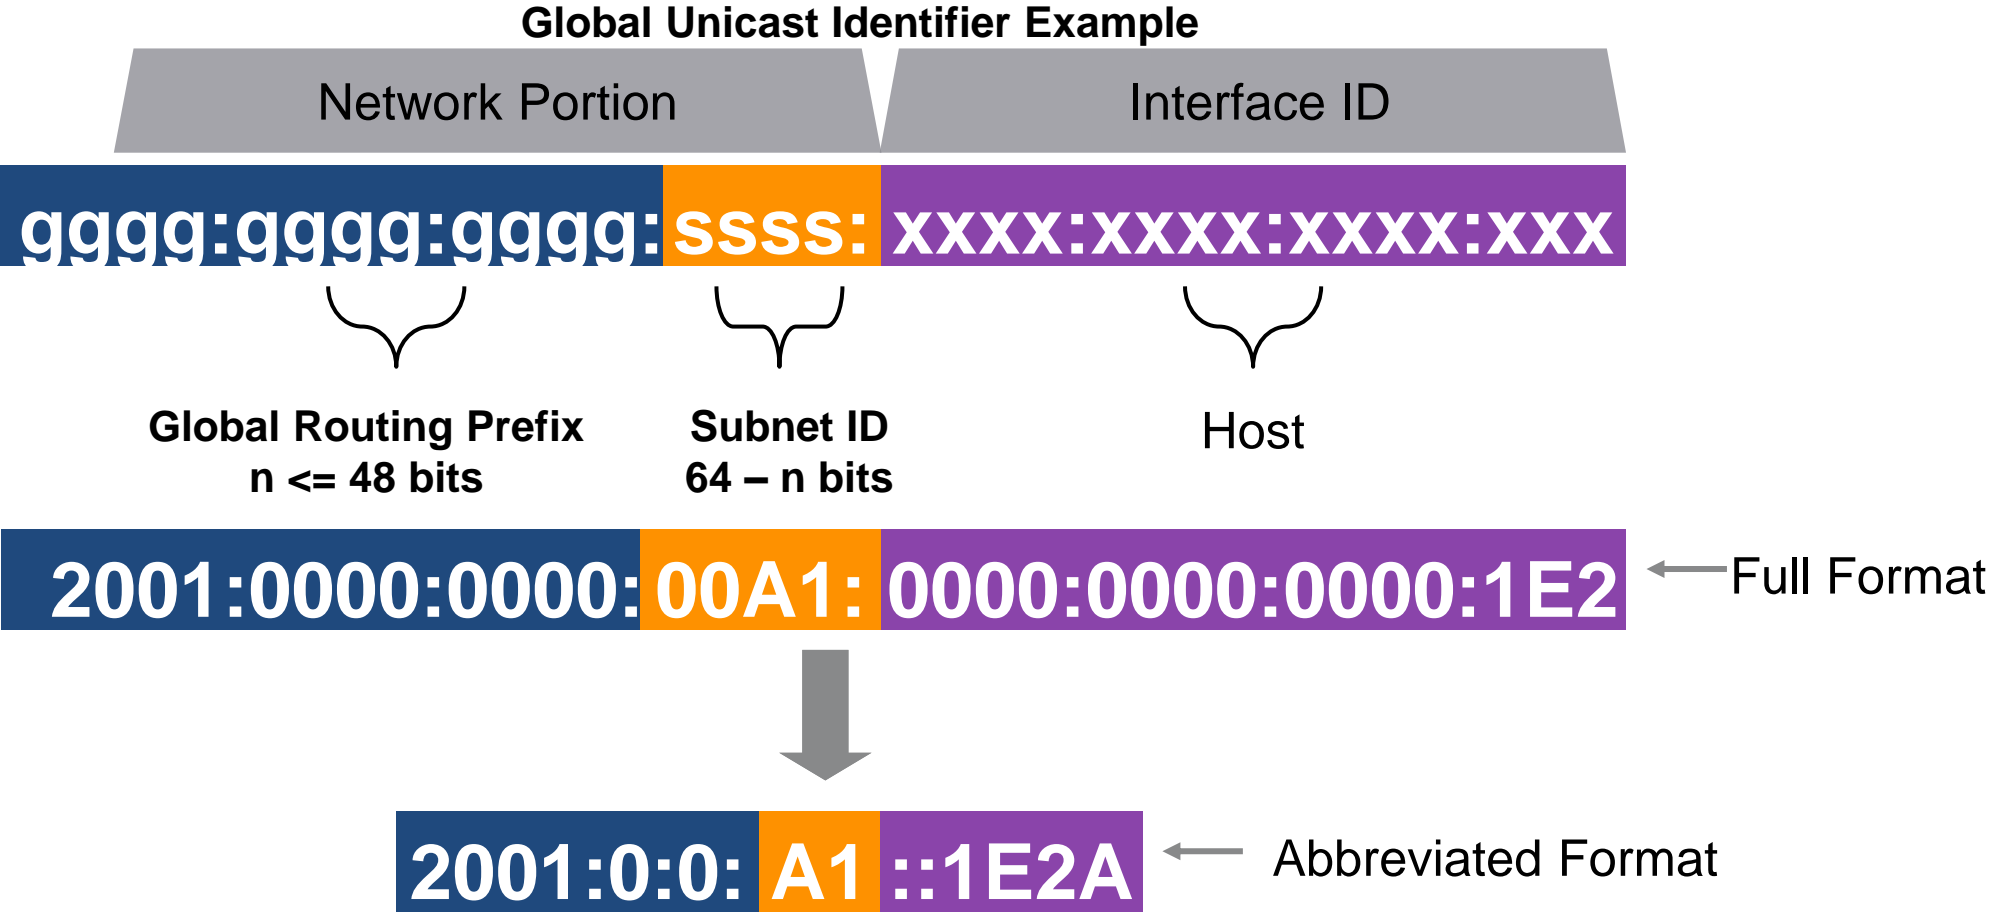 Global Unicast Identifier Example
Network Portion
Interface ID
gggg:gggg:gggg:
ssss:
xxxx:xxxx:xxxx:xxx
Global Routing Prefix
n <= 48 bits
Subnet ID
64 – n bits
Host
2001:0000:0000:
00A1:
0000:0000:0000:1E2
Full Format
2001:0:0:
A1
::1E2A
Abbreviated Format